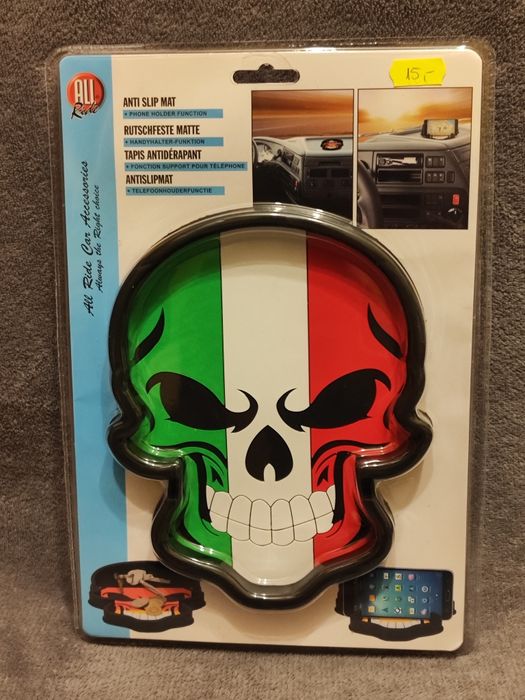 15,-
ALL
Ride
ANTI SLIP MAT
• PHONE HOLDER FUNCTION
RUTSCHFESTE MATTE
• HANDYHALTER-FUNKTION
TAPIS ANTIDÉRAPANT
• FONCTION SUPPORT POUR TÉLÉPHONE
ANTISLIPMAT
• TELEFOONHOUDERFUNCTIE
All Ride Car Accessories
Always the Right choice